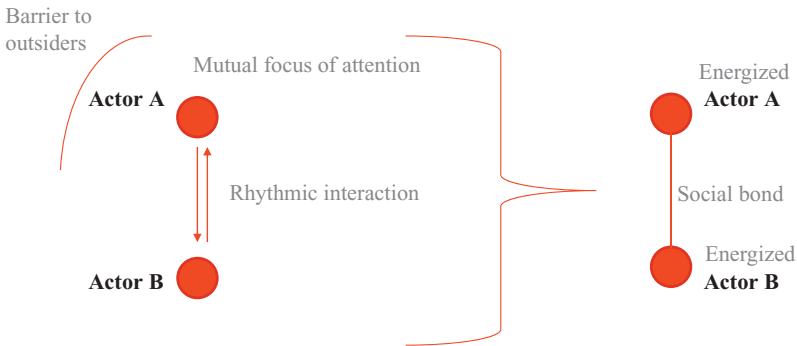 Barrier to
outsiders
Mutual focus of attention
Actor A
Rhythmic interaction
Actor B
Energized
Actor A
Social bond
Energized
Actor B